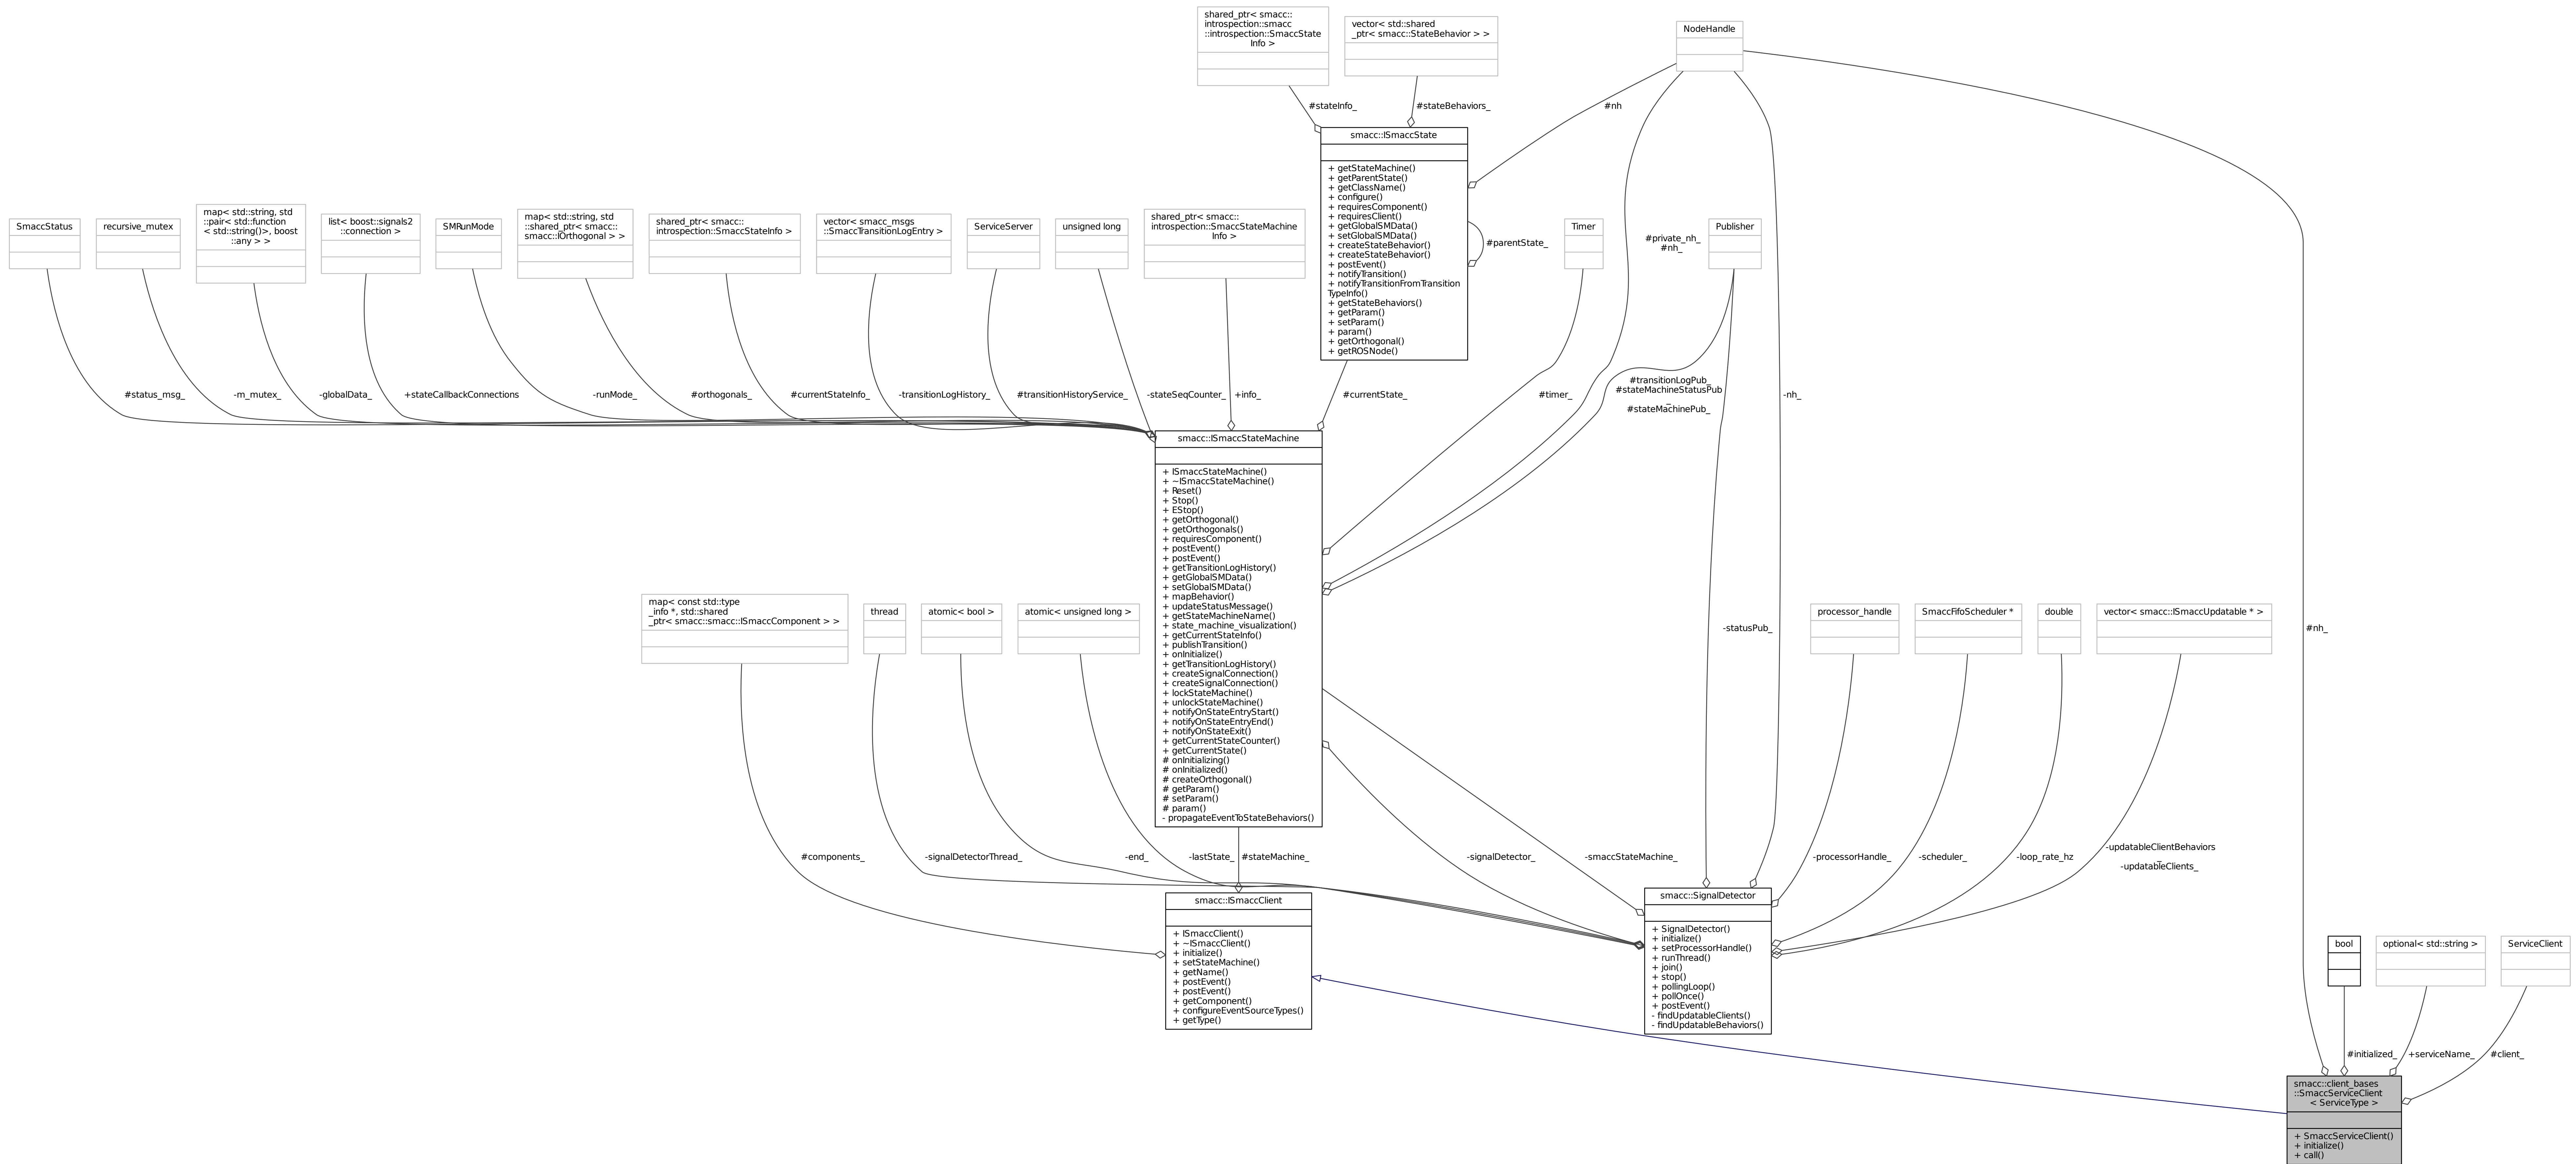 shared_ptr< smacc::
introspection::smacc
::introspection::SmaccState
Info >
vector< std::shared
_ptr< smacc::StateBehavior > >
NodeHandle
#stateInfo_
#stateBehaviors_
#nh
smacc::ISmaccState
+ getStateMachine()
+ getParentState()
+ getClassName()
+ configure()
+ requiresComponent()
+ requiresClient()
+ getGlobalSMData()
+ setGlobalSMData()
+ createStateBehavior()
+ createStateBehavior()
+ postEvent()
+ notifyTransition()
+ notifyTransitionFromTransition
TypeInfo()
+ getStateBehaviors()
+ getParam()
+ setParam()
+ param()
+ getOrthogonal()
+ getROSNode()
#parentState_
SmaccStatus
recursive_mutex
map< std::string, std
::pair< std::function
< std::string()>, boost
::any > >
list< boost::signals2
::connection >
SMRunMode
map< std::string, std
::shared_ptr< smacc::
smacc::IOrthogonal > >
shared_ptr< smacc::
introspection::SmaccStateInfo >
vector< smacc_msgs
::SmaccTransitionLogEntry >
ServiceServer
unsigned long
shared_ptr< smacc::
introspection::SmaccStateMachine
Info >
Timer
#private_nh_
#nh_
Publisher
#status_msg_
-m_mutex_
-globalData_
+stateCallbackConnections
-runMode_
#orthogonals_
#currentStateInfo_
-transitionLogHistory_
#transitionHistoryService_
-stateSeqCounter_
+info_
#currentState_
#timer_
#transitionLogPub_
#stateMachineStatusPub
_
#stateMachinePub_
-nh_
smacc::ISmaccStateMachine
+ ISmaccStateMachine()
+ ~ISmaccStateMachine()
+ Reset()
+ Stop()
+ EStop()
+ getOrthogonal()
+ getOrthogonals()
+ requiresComponent()
+ postEvent()
+ postEvent()
+ getTransitionLogHistory()
+ getGlobalSMData()
+ setGlobalSMData()
+ mapBehavior()
+ updateStatusMessage()
+ getStateMachineName()
+ state_machine_visualization()
+ getCurrentStateInfo()
+ publishTransition()
+ onInitialize()
+ getTransitionLogHistory()
+ createSignalConnection()
+ createSignalConnection()
+ lockStateMachine()
+ unlockStateMachine()
+ notifyOnStateEntryStart()
+ notifyOnStateEntryEnd()
+ notifyOnStateExit()
+ getCurrentStateCounter()
+ getCurrentState()
# onInitializing()
# onInitialized()
# createOrthogonal()
# getParam()
# setParam()
# param()
- propagateEventToStateBehaviors()
map< const std::type
_info *, std::shared
_ptr< smacc::smacc::ISmaccComponent > >
thread
atomic< bool >
atomic< unsigned long >
-statusPub_
processor_handle
SmaccFifoScheduler *
double
vector< smacc::ISmaccUpdatable * >
#nh_
#components_
-signalDetectorThread_
-end_
-lastState_
#stateMachine_
-signalDetector_
-smaccStateMachine_
-processorHandle_
-scheduler_
-loop_rate_hz
-updatableClientBehaviors
_
-updatableClients_
smacc::ISmaccClient
+ ISmaccClient()
+ ~ISmaccClient()
+ initialize()
+ setStateMachine()
+ getName()
+ postEvent()
+ postEvent()
+ getComponent()
+ configureEventSourceTypes()
+ getType()
smacc::SignalDetector
+ SignalDetector()
+ initialize()
+ setProcessorHandle()
+ runThread()
+ join()
+ stop()
+ pollingLoop()
+ pollOnce()
+ postEvent()
- findUpdatableClients()
- findUpdatableBehaviors()
bool
optional< std::string >
ServiceClient
#initialized_
+serviceName_
#client_
smacc::client_bases
::SmaccServiceClient
< ServiceType >
+ SmaccServiceClient()
+ initialize()
+ call()